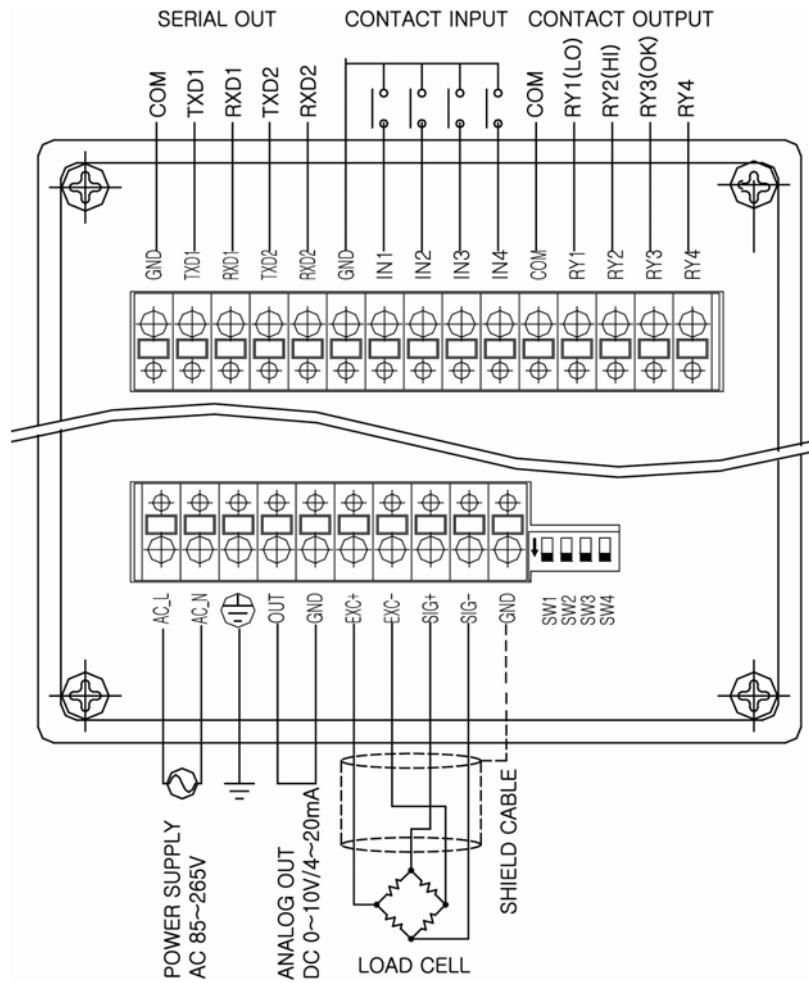 SERIAL OUT
CONTACT INPUT
CONTACT OUTPUT
COM
TXD1
RXD1
TXD2
RXD2
COM
RY1(LO)
RY2(HI)
RY3(OK)
RY4
GND
TXD1
RXD1
TXD2
RXD2
GND
IN1
IN2
IN3
IN4
COM
RY1
RY2
RY3
RY4
AC_L
AC_N
OUT
GND
EXC+
EXC-
SIG+
SIG-
GND
SW1
SW2
SW3
SW4
POWER SUPPLY
AC 85~265V
ANALOG OUT
DC 0~10V/4~20mA
LOAD CELL
SHIELD CABLE